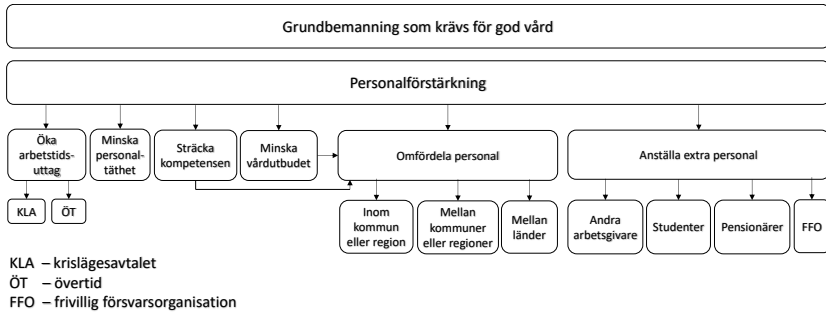 Grundbemanning som krävs för god vård
Personalförstärkning
Öka
arbetstids-
uttag
Minska
personal-
täthet
Sträcka
kompetensen
Minska
vårdutbudet
Omfördela personal
Anställa extra personal
KLA
ÖT
Inom
kommun
eller region
Mellan
kommuner
eller regioner
Mellan
länder
Andra
arbetsgivare
Studenter
Pensionärer
FFO
KLA – krislägesavtalet
ÖT – övertid
FFO – frivillig försvarsorganisation